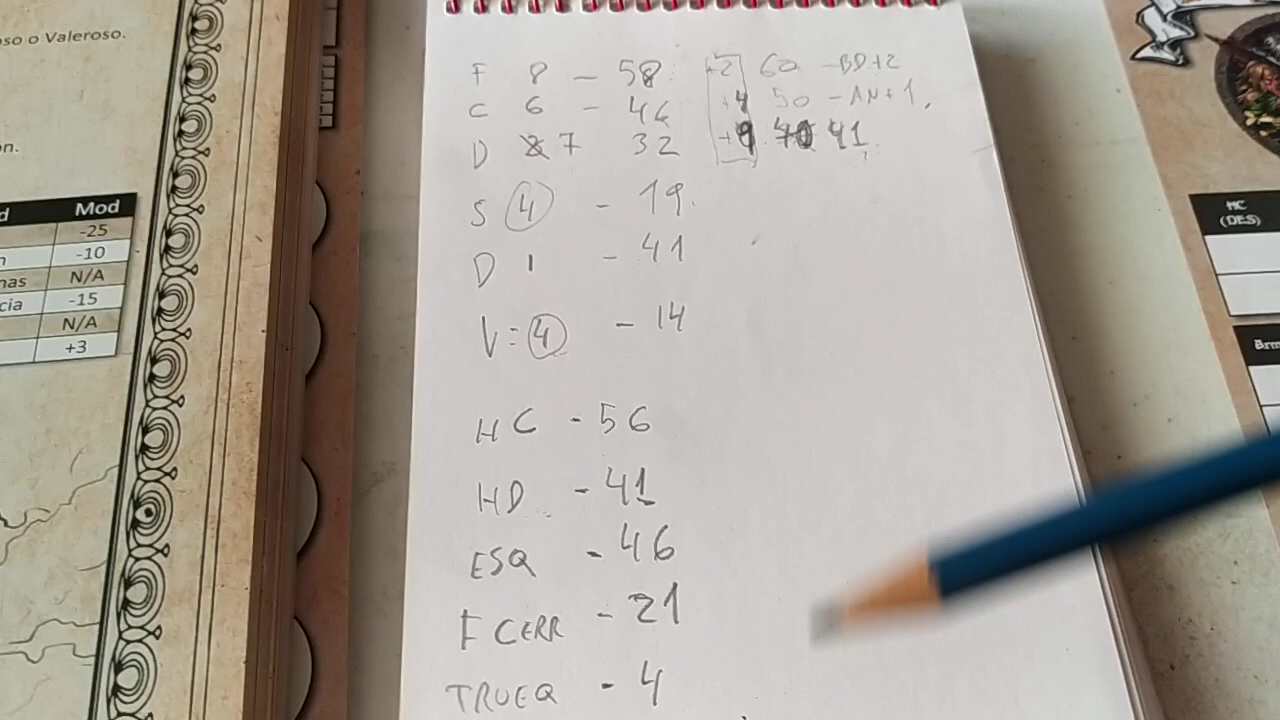 oso o Valeroso.
ón.
d Mod
-25
n -10
nas N/A
cia -15
N/A
+3
F 8 - 58 +2 60 - BD+2
C 6 - 46 +4 50 - AN+1.
D 7 32 +9 41
S 4 - 19.
D 1 - 41
V = 4 - 14
HC - 56
HD - 41
ESQ - 46
F CERR - 21
TRUEQ - 4
MC
(DES)